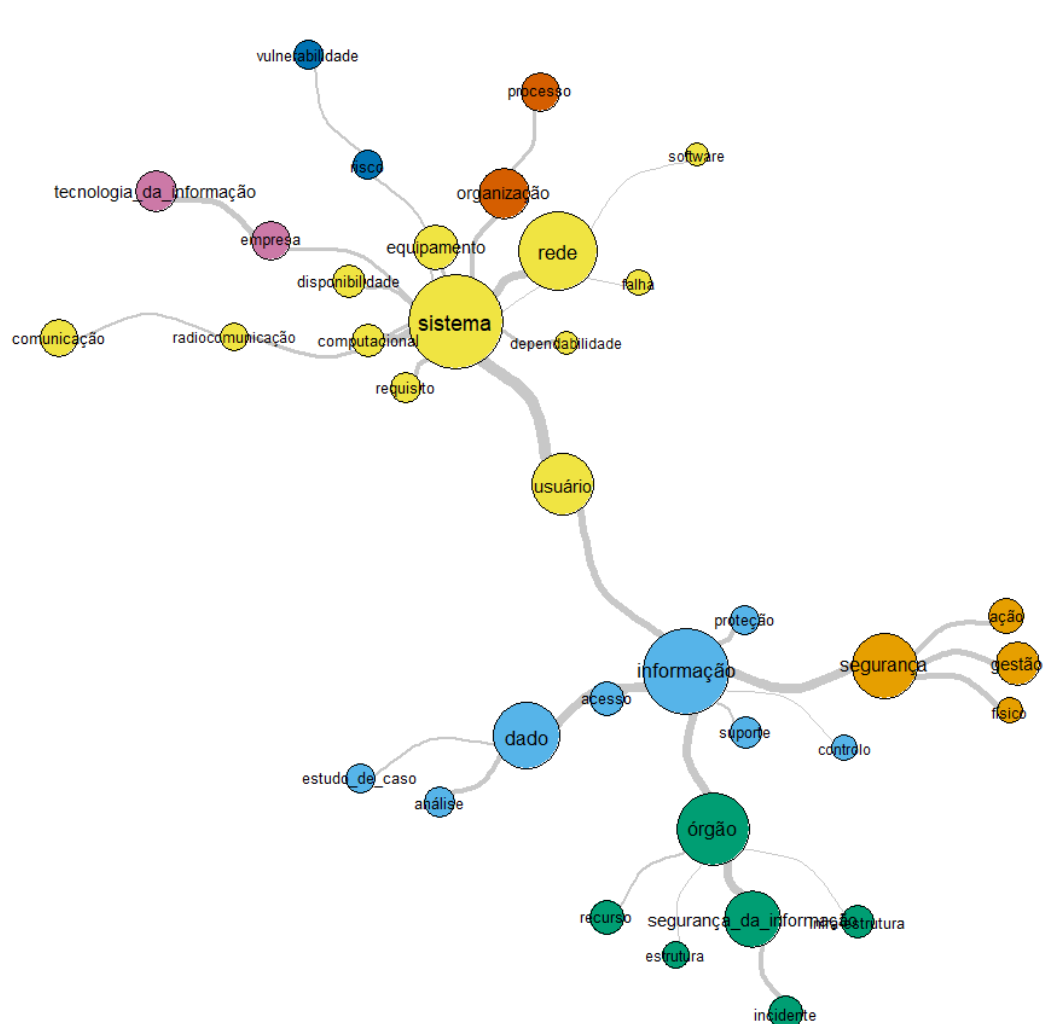 vulnerabilidade
processo
software
risco
tecnologia_da_informação
organização
empresa
equipamento
rede
disponibilidade
falha
sistema
comunicação
radiocomunicação
computacional
dependabilidade
requisito
usuário
proteção
ação
informação
segurança
gestão
acesso
físico
suporte
dado
controlo
estudo_de_caso
análise
órgão
recurso
segurança_da_informação
infraestrutura
estrutura
incidente